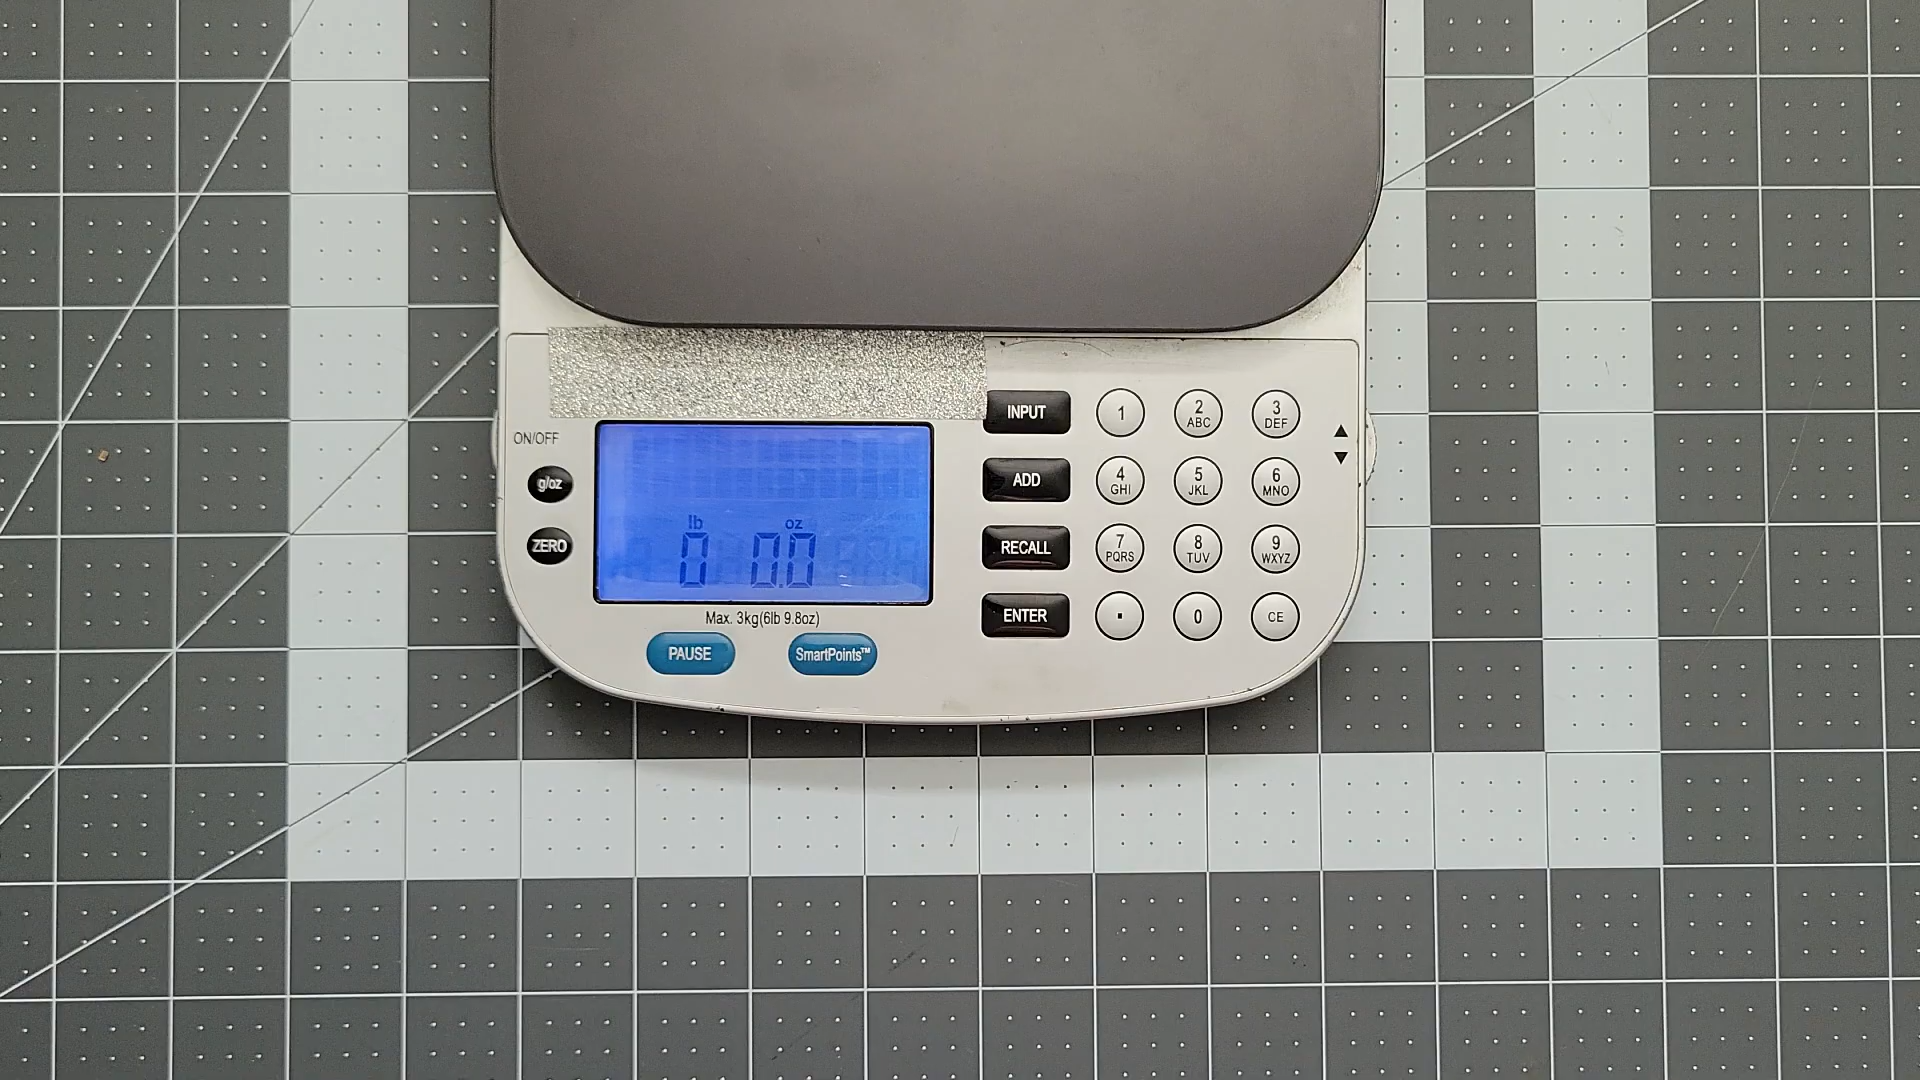 INPUT 1 2 ABC 3 DEF
ON/OFF
g/oz
ADD 4 GHI 5 JKL 6 MNO
lb oz
0 0.0
ZERO
RECALL 7 PQRS 8 TUV 9 WXYZ
Max. 3kg(6lb 9.8oz)
ENTER . 0 CE
PAUSE SmartPoints™